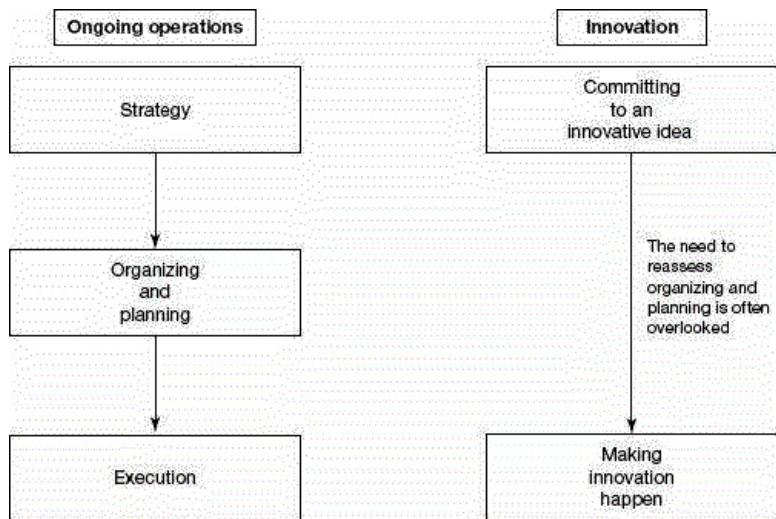 Ongoing operations
Innovation
Strategy
Committing
to an
innovative idea
Organizing
and
planning
The need to
reassess
organizing and
planning is often
overlooked
Execution
Making
innovation
happen